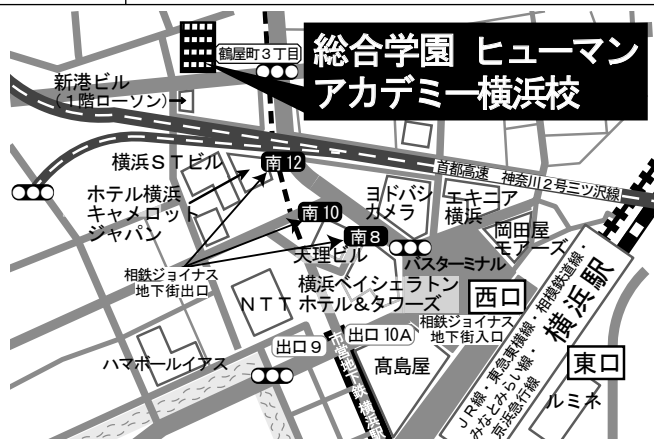 総合学園 ヒューマン
アカデミー横浜校
鶴屋町3丁目
新港ビル
(1階ローソン)
横浜STビル
南12
首都高速 神奈川2号三ツ沢線
ホテル横浜
キャメロット
ジャパン
南10
ヨドバシ
カメラ
エキニア
横浜
南8
岡田屋
モアーズ
天理ビル
バスターミナル
相鉄ジョイナス
地下街出口
横浜ベイシェラトン
ホテル&タワーズ
NTT
西口
相鉄ジョイナス
地下街入口
横浜駅
JR線・東急東横線・相模鉄道線・
みなとみらい線・
京浜急行線
出口9
出口10A
市営地下鉄横浜駅
ハマボールイアス
髙島屋
東口
ルミネ